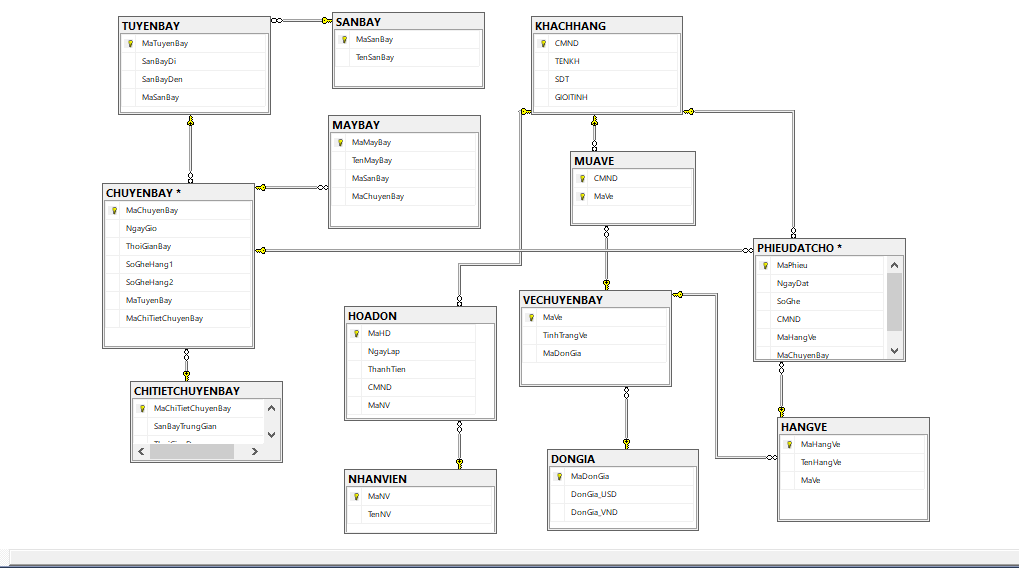 TUYENBAY
MaTuyenBay
SanBayDi
SanBayDen
MaSanBay
SANBAY
MaSanBay
TenSanBay
KHACHHANG
CMND
TENKH
SDT
GIOITINH
MAYBAY
MaMayBay
TenMayBay
MaSanBay
MaChuyenBay
MUAVE
CMND
MaVe
CHUYENBAY *
MaChuyenBay
NgayGio
ThoiGianBay
SoGheHang1
SoGheHang2
MaTuyenBay
MaChiTietChuyenBay
PHIEUDATCHO *
MaPhieu
NgayDat
SoGhe
CMND
MaHangVe
MaChuyenBay
HOADON
MaHD
NgayLap
ThanhTien
CMND
MaNV
VECHUYENBAY
MaVe
TinhTrangVe
MaDonGia
CHITIETCHUYENBAY
MaChiTietChuyenBay
SanBayTrungGian
HANGVE
MaHangVe
TenHangVe
MaVe
NHANVIEN
MaNV
TenNV
DONGIA
MaDonGia
DonGia_USD
DonGia_VND